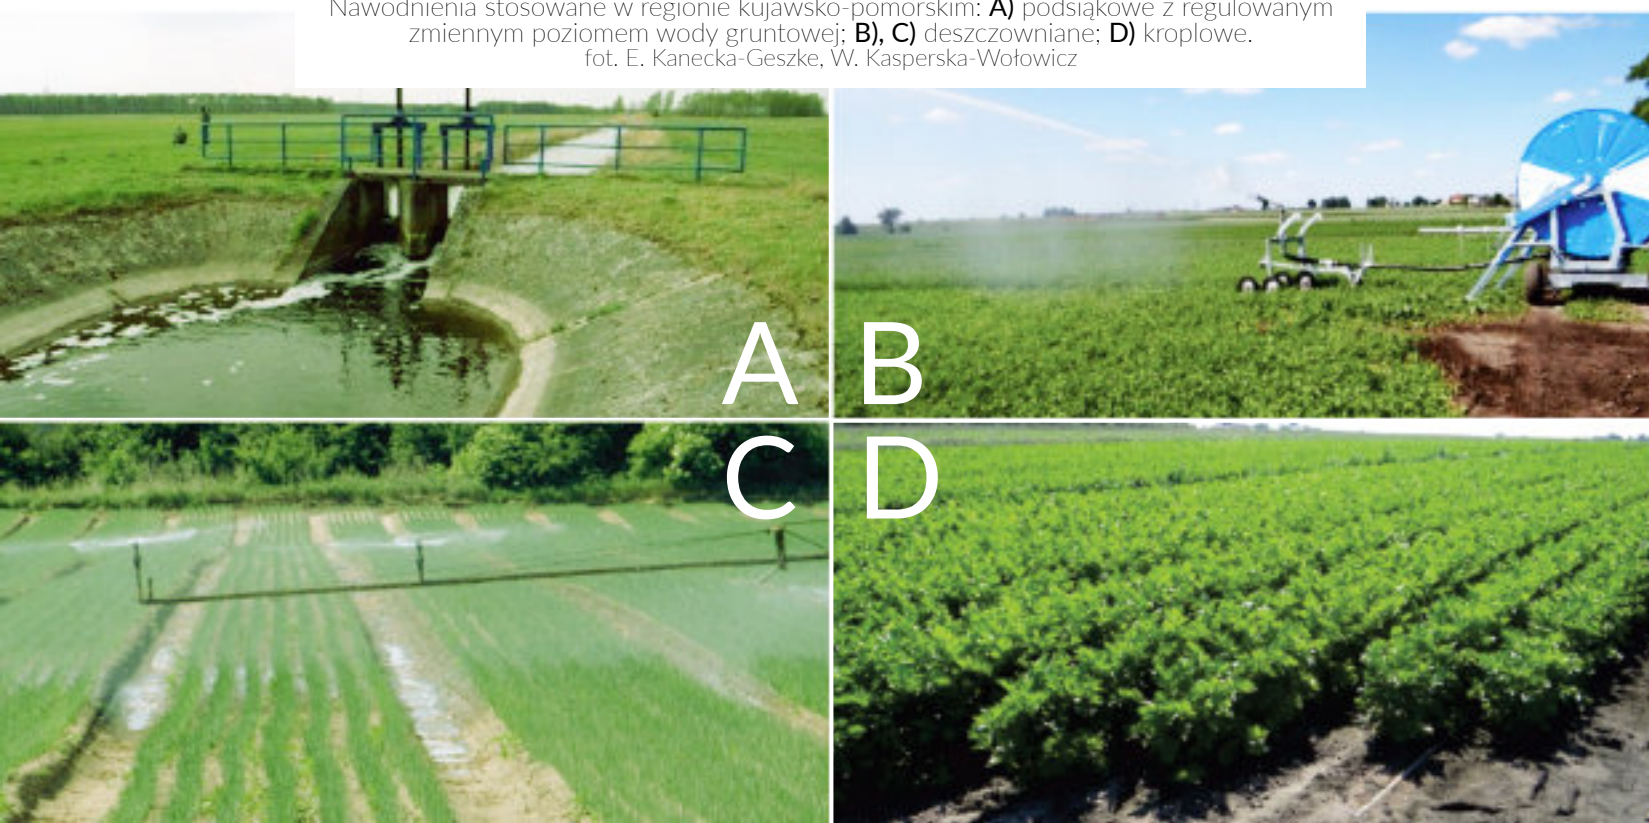 Nawodnienia stosowane w regionie kujawsko-pomorskim: A) podsiąkowe z regulowanym
zmiennym poziomem wody gruntowej; B), C) deszczowniane; D) kroplowe.
fot. E. Kanecka-Geszke, W. Kasperska-Wołowicz
A
B
C
D